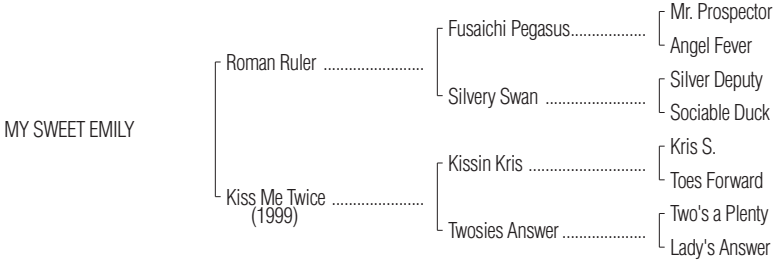 Mr. Prospector
Fusaichi Pegasus..................
Angel Fever
Roman Ruler ........................
Silver Deputy
Silvery Swan ........................
Sociable Duck
MY SWEET EMILY
Kris S.
Kissin Kris ............................
Toes Forward
Kiss Me Twice ......................
(1999)
Two's a Plenty
Twosies Answer ....................
Lady's Answer